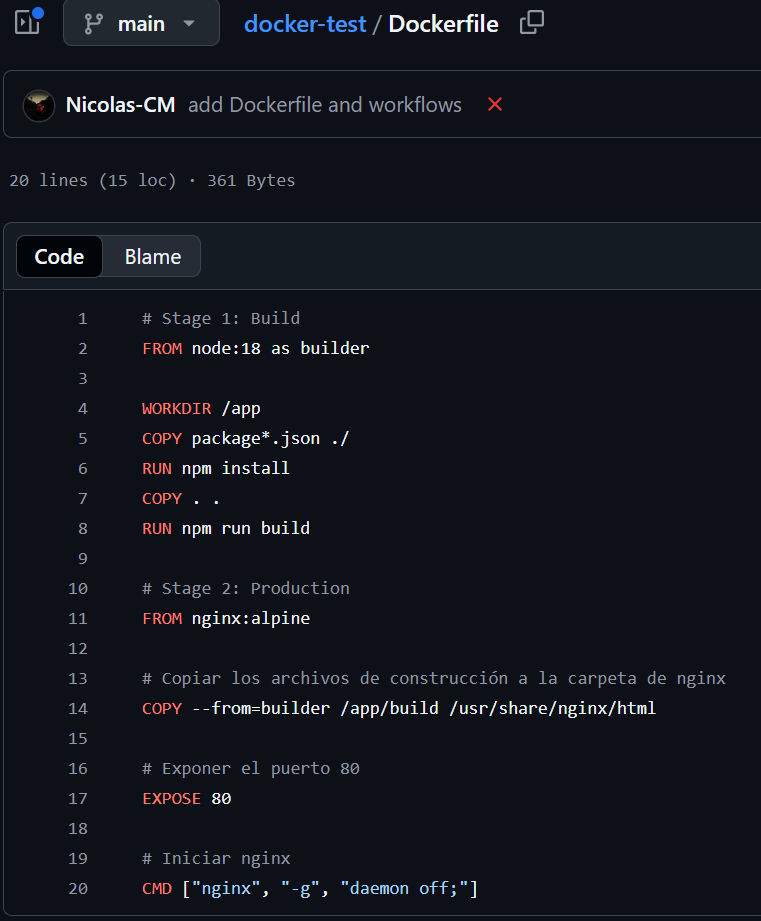 main
docker-test / Dockerfile
Nicolas-CM add Dockerfile and workflows
20 lines (15 loc) · 361 Bytes
Code Blame
1 # Stage 1: Build
2 FROM node:18 as builder
3
4 WORKDIR /app
5 COPY package*.json ./
6 RUN npm install
7 COPY . .
8 RUN npm run build
9
10 # Stage 2: Production
11 FROM nginx:alpine
12
13 # Copiar los archivos de construcción a la carpeta de nginx
14 COPY --from=builder /app/build /usr/share/nginx/html
15
16 # Exponer el puerto 80
17 EXPOSE 80
18
19 # Iniciar nginx
20 CMD ["nginx", "-g", "daemon off;"]